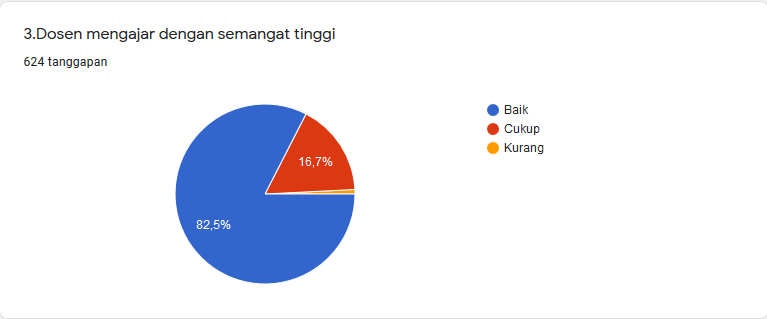 3.Dosen mengajar dengan semangat tinggi
624 tanggapan
Baik
Cukup
Kurang
16,7%
82,5%